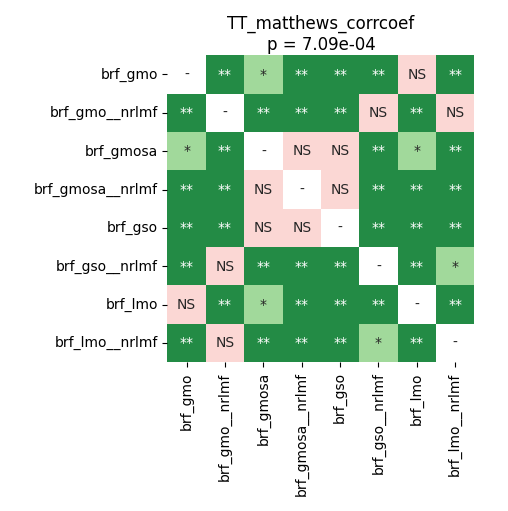 TT_matthews_corrcoef
p = 7.09e-04
brf_gmo - ** * ** ** ** NS **
brf_gmo__nrlmf ** - ** ** ** NS ** NS
brf_gmosa * ** - NS NS ** * **
brf_gmosa__nrlmf ** ** NS - NS ** ** **
brf_gso ** ** NS NS - ** ** **
brf_gso__nrlmf ** NS ** ** ** - ** *
brf_lmo NS ** * ** ** ** - **
brf_lmo__nrlmf ** NS ** ** ** * ** -
brf_gmo
brf_gmo__nrlmf
brf_gmosa
brf_gmosa__nrlmf
brf_gso
brf_gso__nrlmf
brf_lmo
brf_lmo__nrlmf